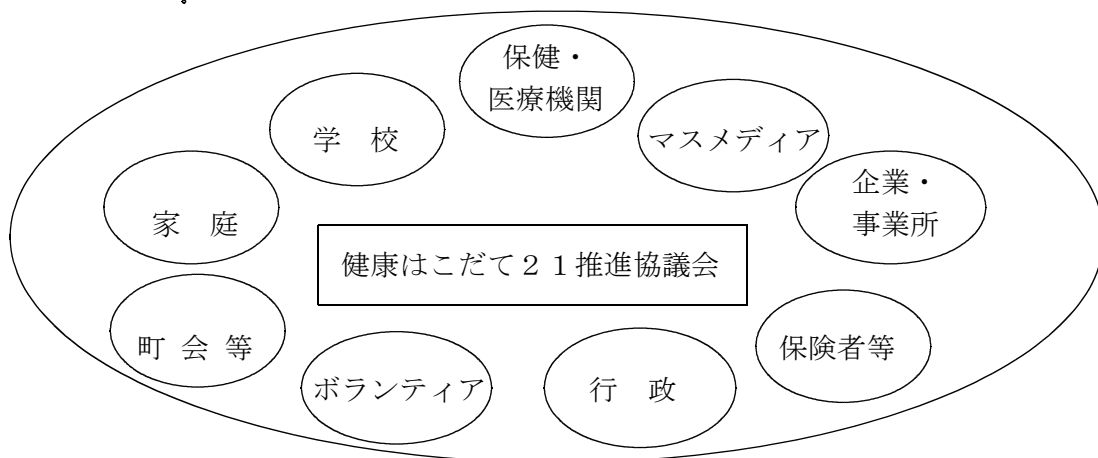 保健・
医療機関
学 校
マスメディア
企業・
事業所
家 庭
健康はこだて２１推進協議会
町 会 等
保険者等
ボランティア
行 政